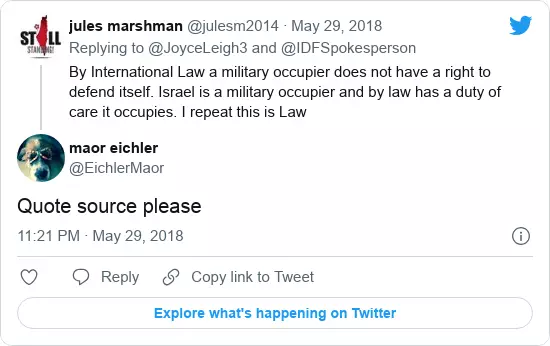 STILL
STANDING!
jules marshman @julesm2014 · May 29, 2018
Replying to @JoyceLeigh3 and @IDFSpokesperson
By International Law a military occupier does not have a right to
defend itself. Israel is a military occupier and by law has a duty of
care it occupies. I repeat this is Law
maor eichler
@EichlerMaor
Quote source please
11:21 PM · May 29, 2018
Reply
Copy link to Tweet
Explore what's happening on Twitter